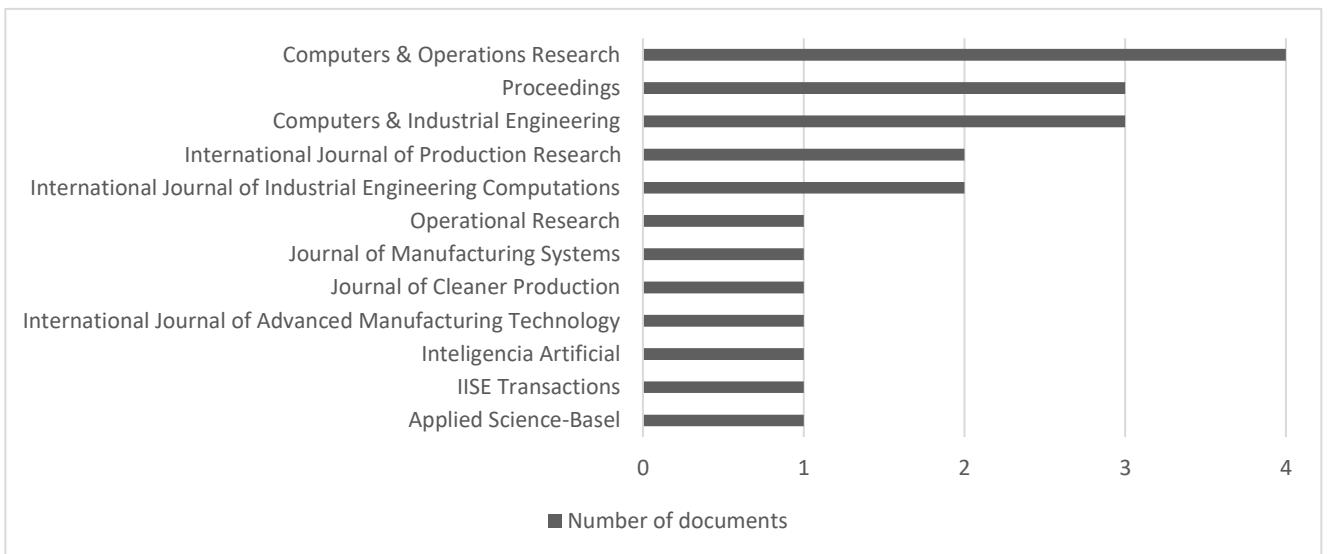 Computers & Operations Research
Proceedings
Computers & Industrial Engineering
International Journal of Production Research
International Journal of Industrial Engineering Computations
Operational Research
Journal of Manufacturing Systems
Journal of Cleaner Production
International Journal of Advanced Manufacturing Technology
Inteligencia Artificial
IISE Transactions
Applied Science-Basel
0 1 2 3 4
Number of documents